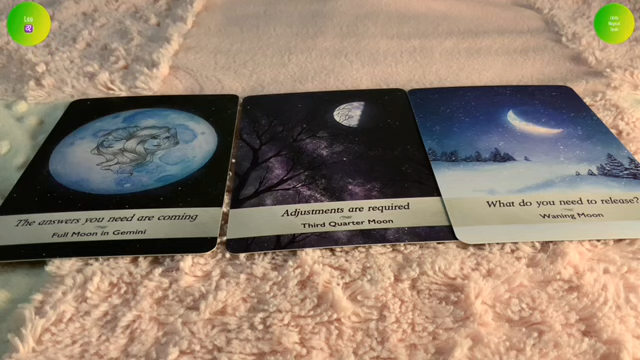 Leo
♌
The answers you need are coming
Full Moon in Gemini
Adjustments are required
Third Quarter Moon
What do you need to release?
Waning Moon